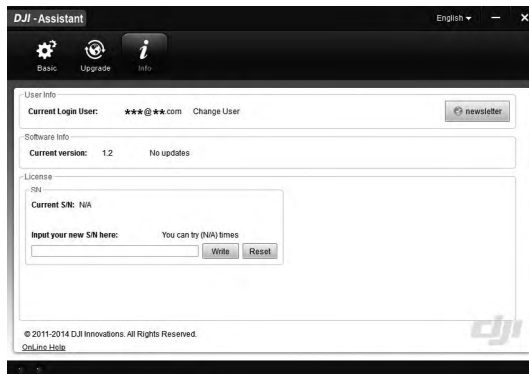 DJI - Assistant
English
Basic
Upgrade
Info
User Info
Current Login User: ***@**.com Change User
newsletter
Software Info
Current version: 1.2 No updates
License
SN
Current S/N: N/A
Input your new S/N here: You can try (N/A) times
Write Reset
© 2011-2014 DJI Innovations. All Rights Reserved.
OnLine Help
dji